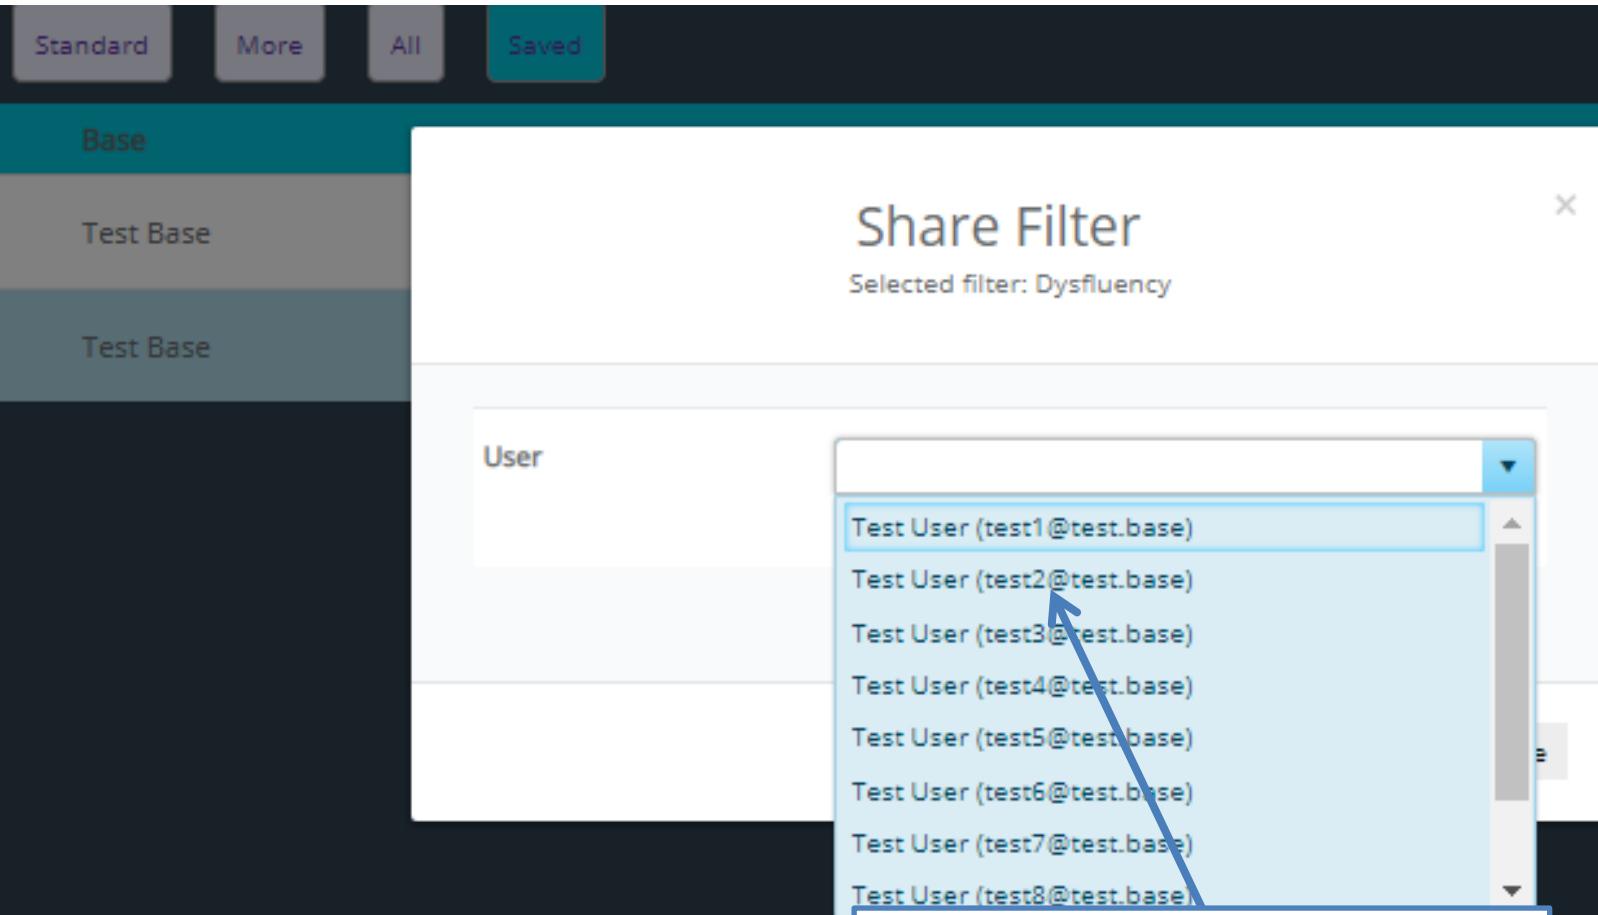 Standard More All Saved
Base
Test Base
Test Base
Share Filter
×
Selected filter: Dysfluency
User
Test User (test1@test.base)
Test User (test2@test.base)
Test User (test3@test.base)
Test User (test4@test.base)
Test User (test5@test.base)
Test User (test6@test.base)
Test User (test7@test.base)
Test User (test8@test.base)